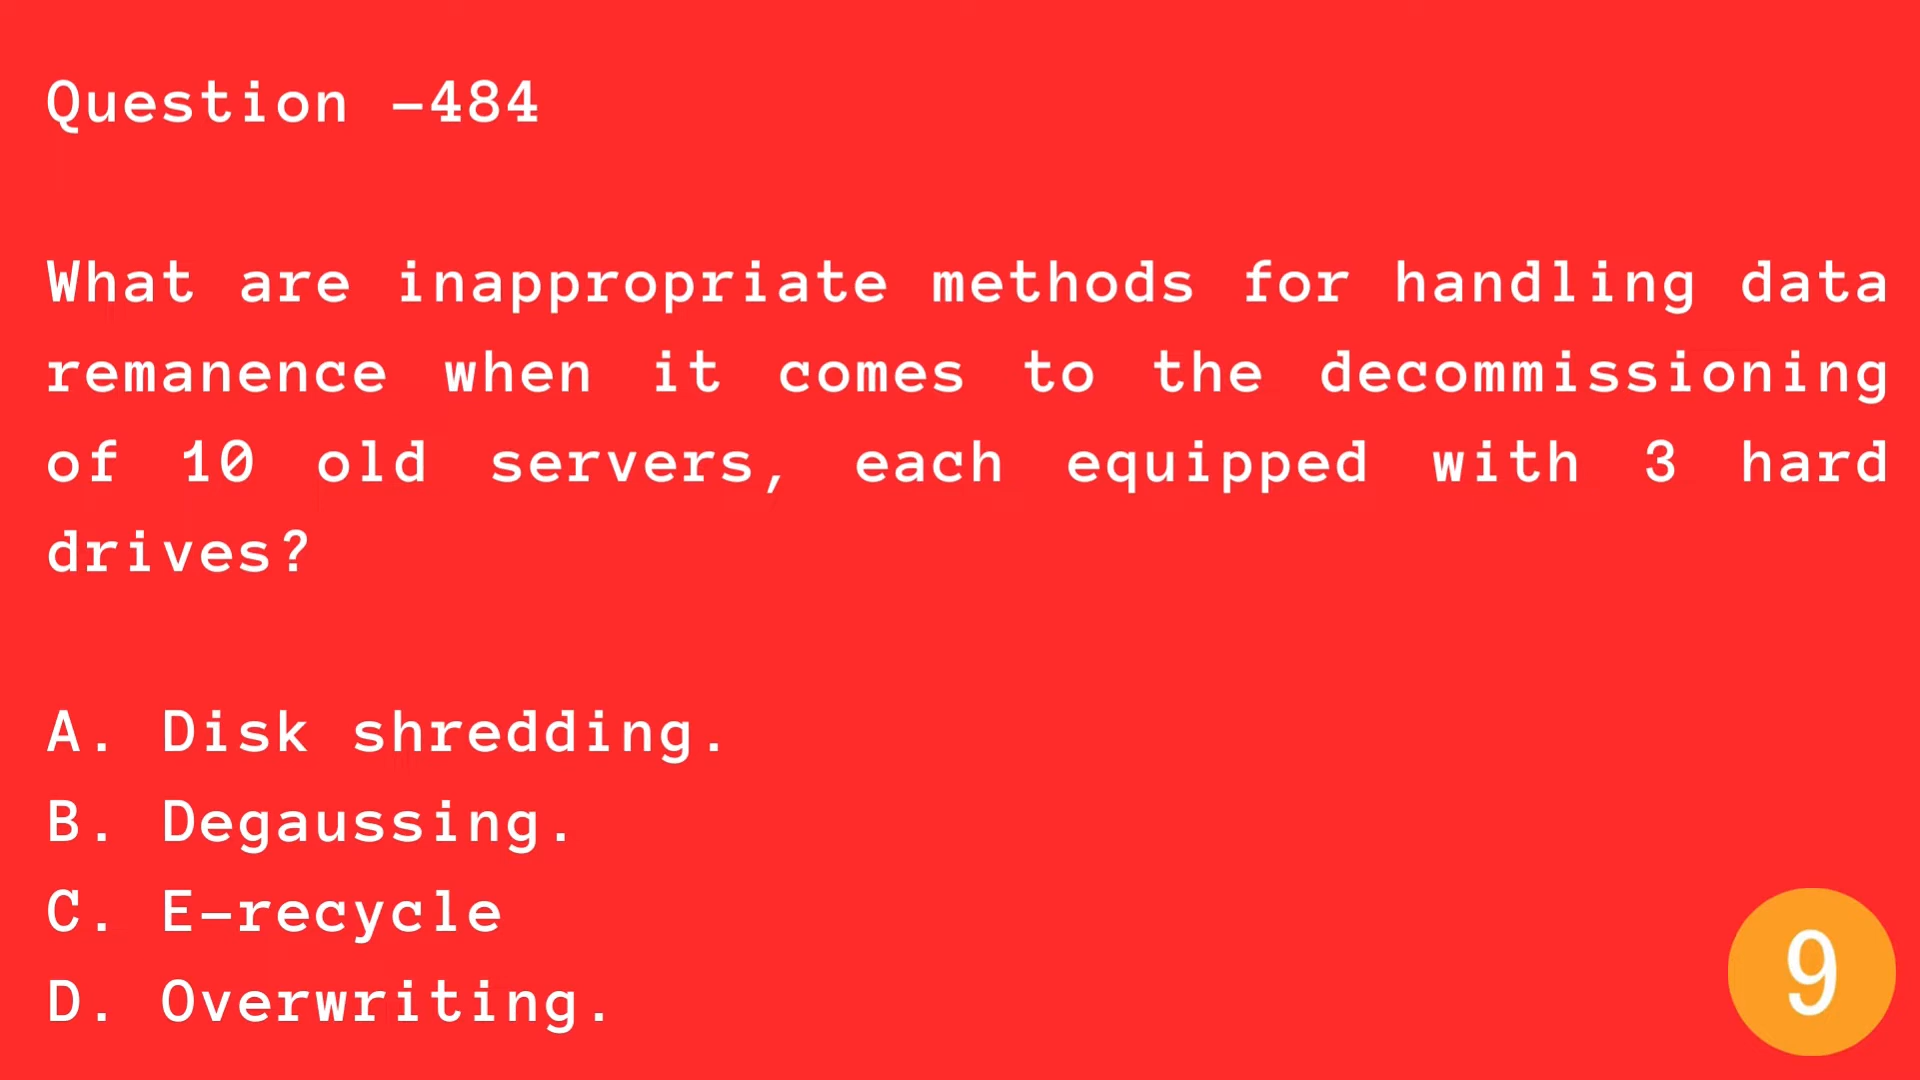 Question -484
What are inappropriate methods for handling data
remanence when it comes to the decommissioning
of 10 old servers, each equipped with 3 hard
drives?
A. Disk shredding.
B. Degaussing.
C. E-recycle
D. Overwriting.
9